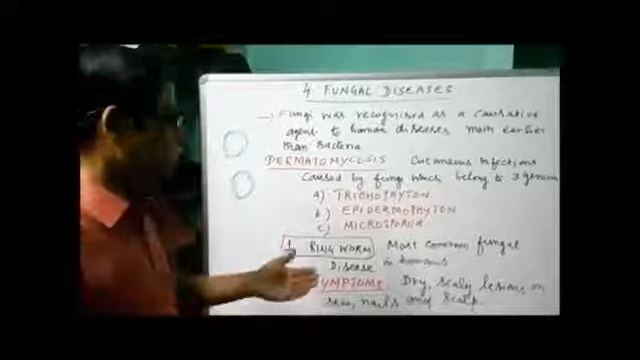 4 FUNGAL DISEASES
→ Fungi was recognised as a causative
agent to human diseases much earlier
than bacteria
DERMATOMYCOSIS Cutaneous Infections
Caused by fungi which belong to 3 genera
a) TRICHOPHYTON
b) EPIDERMOPHYTON
c) MICROSPORUM
1 RING WORM Most common fungal
Disease in humans
SYMPTOMS Dry, scaly lesions on
skin, nails and scalp.